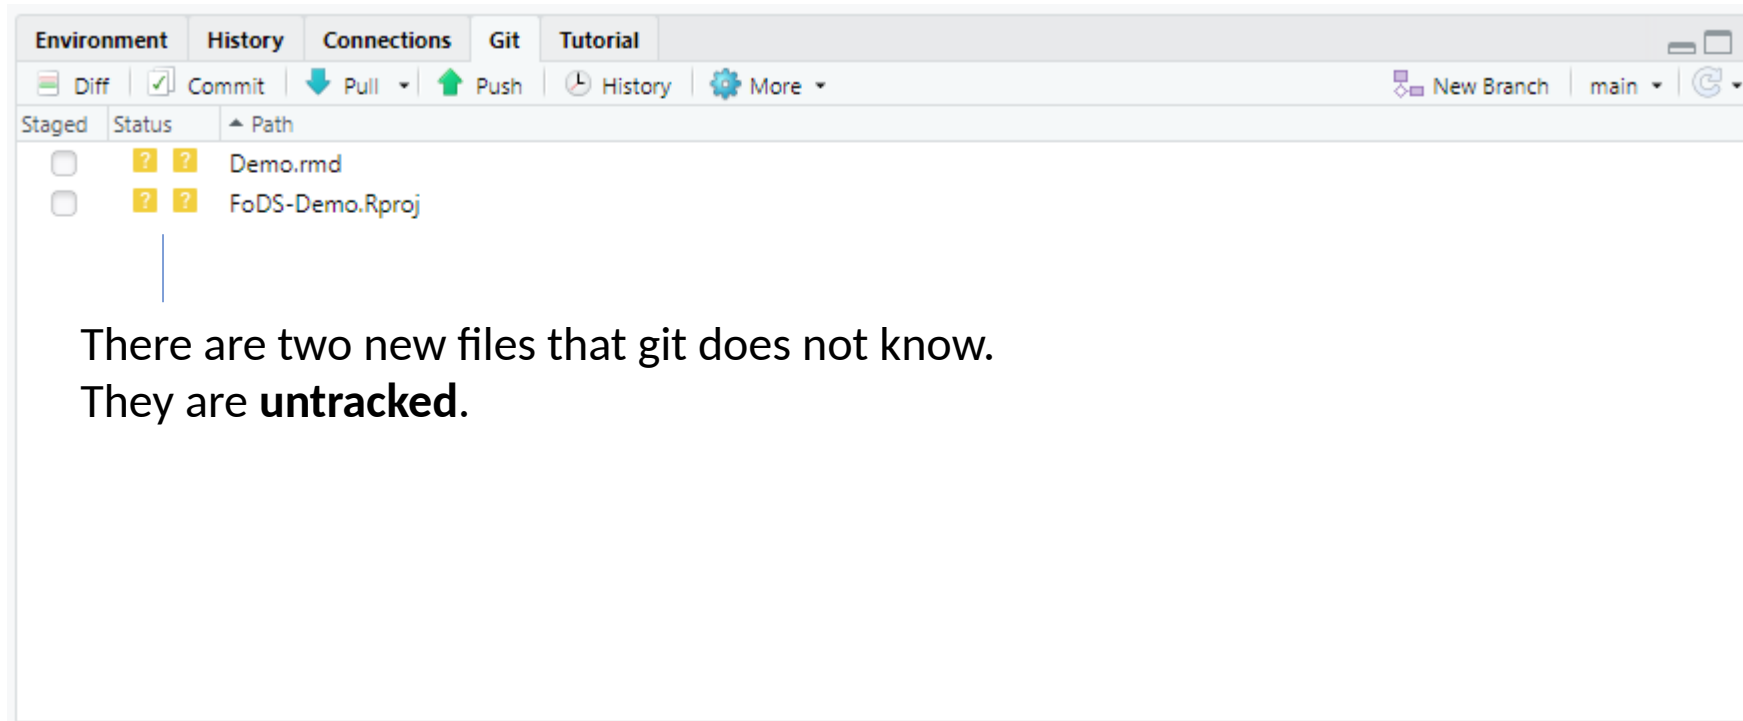 Environment History Connections Git Tutorial
Diff Commit Pull Push History More New Branch main
Staged Status Path
? ? Demo.rmd
? ? FoDS-Demo.Rproj
There are two new files that git does not know.
They are untracked.